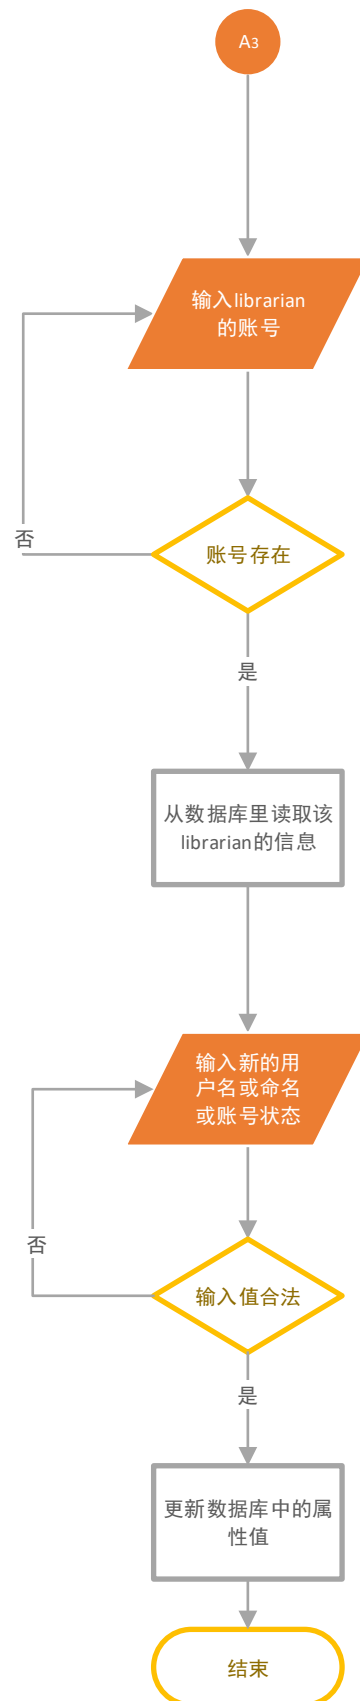 A3
输入librarian
的账号
账号存在
否
是
从数据库里读取该
librarian的信息
输入新的用
户名或命名
或账号状态
否
输入值合法
是
更新数据库中的属
性值
结束